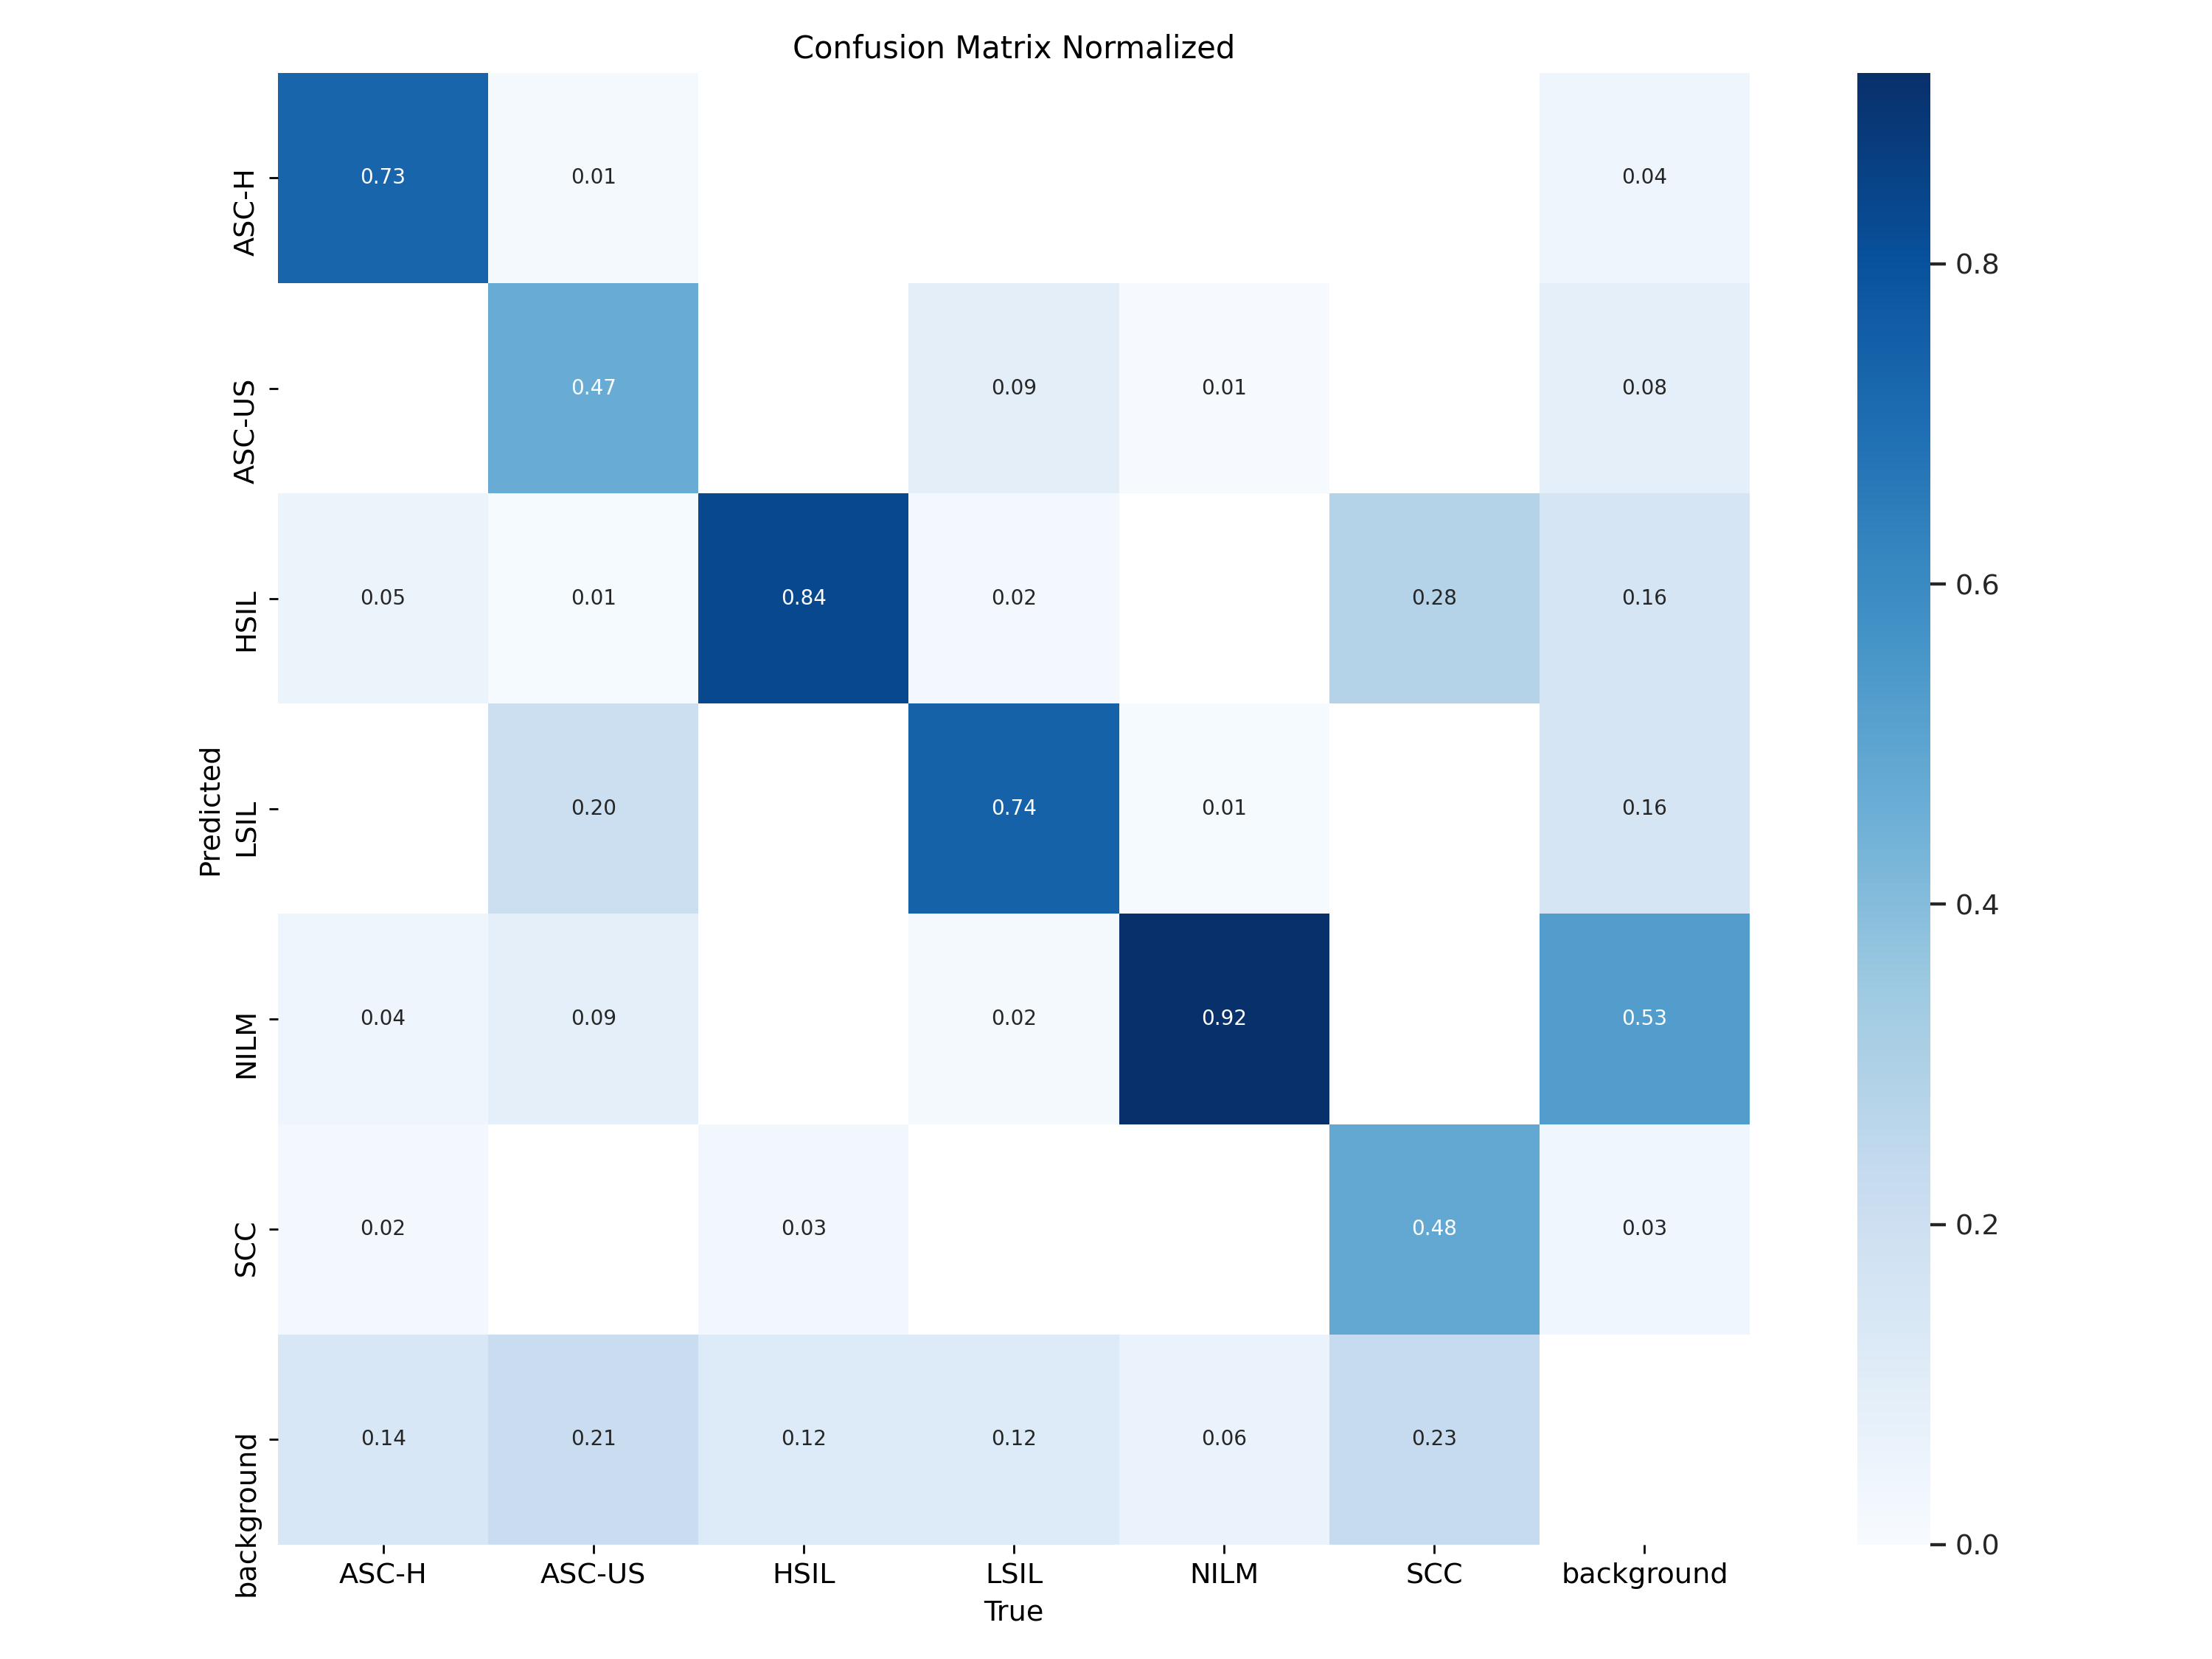 Confusion Matrix Normalized
ASC-H 0.73 0.01 0.04
0.8
ASC-US 0.47 0.09 0.01 0.08
HSIL 0.05 0.01 0.84 0.02 0.28 0.16
0.6
Predicted
LSIL 0.20 0.74 0.01 0.16
0.4
NILM 0.04 0.09 0.02 0.92 0.53
SCC 0.02 0.03 0.48 0.03
0.2
background 0.14 0.21 0.12 0.12 0.06 0.23
0.0
ASC-H ASC-US HSIL LSIL NILM SCC background
True